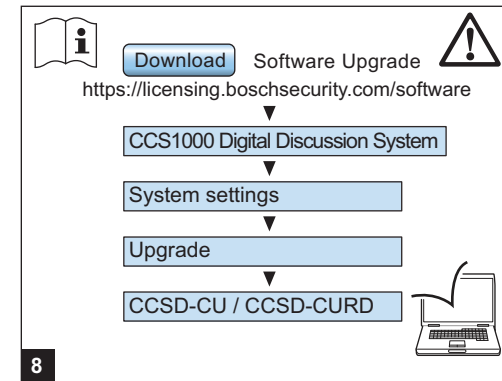 i
Download Software Upgrade
https://licensing.boschsecurity.com/software
CCS1000 Digital Discussion System
System settings
Upgrade
CCSD-CU / CCSD-CURD
8